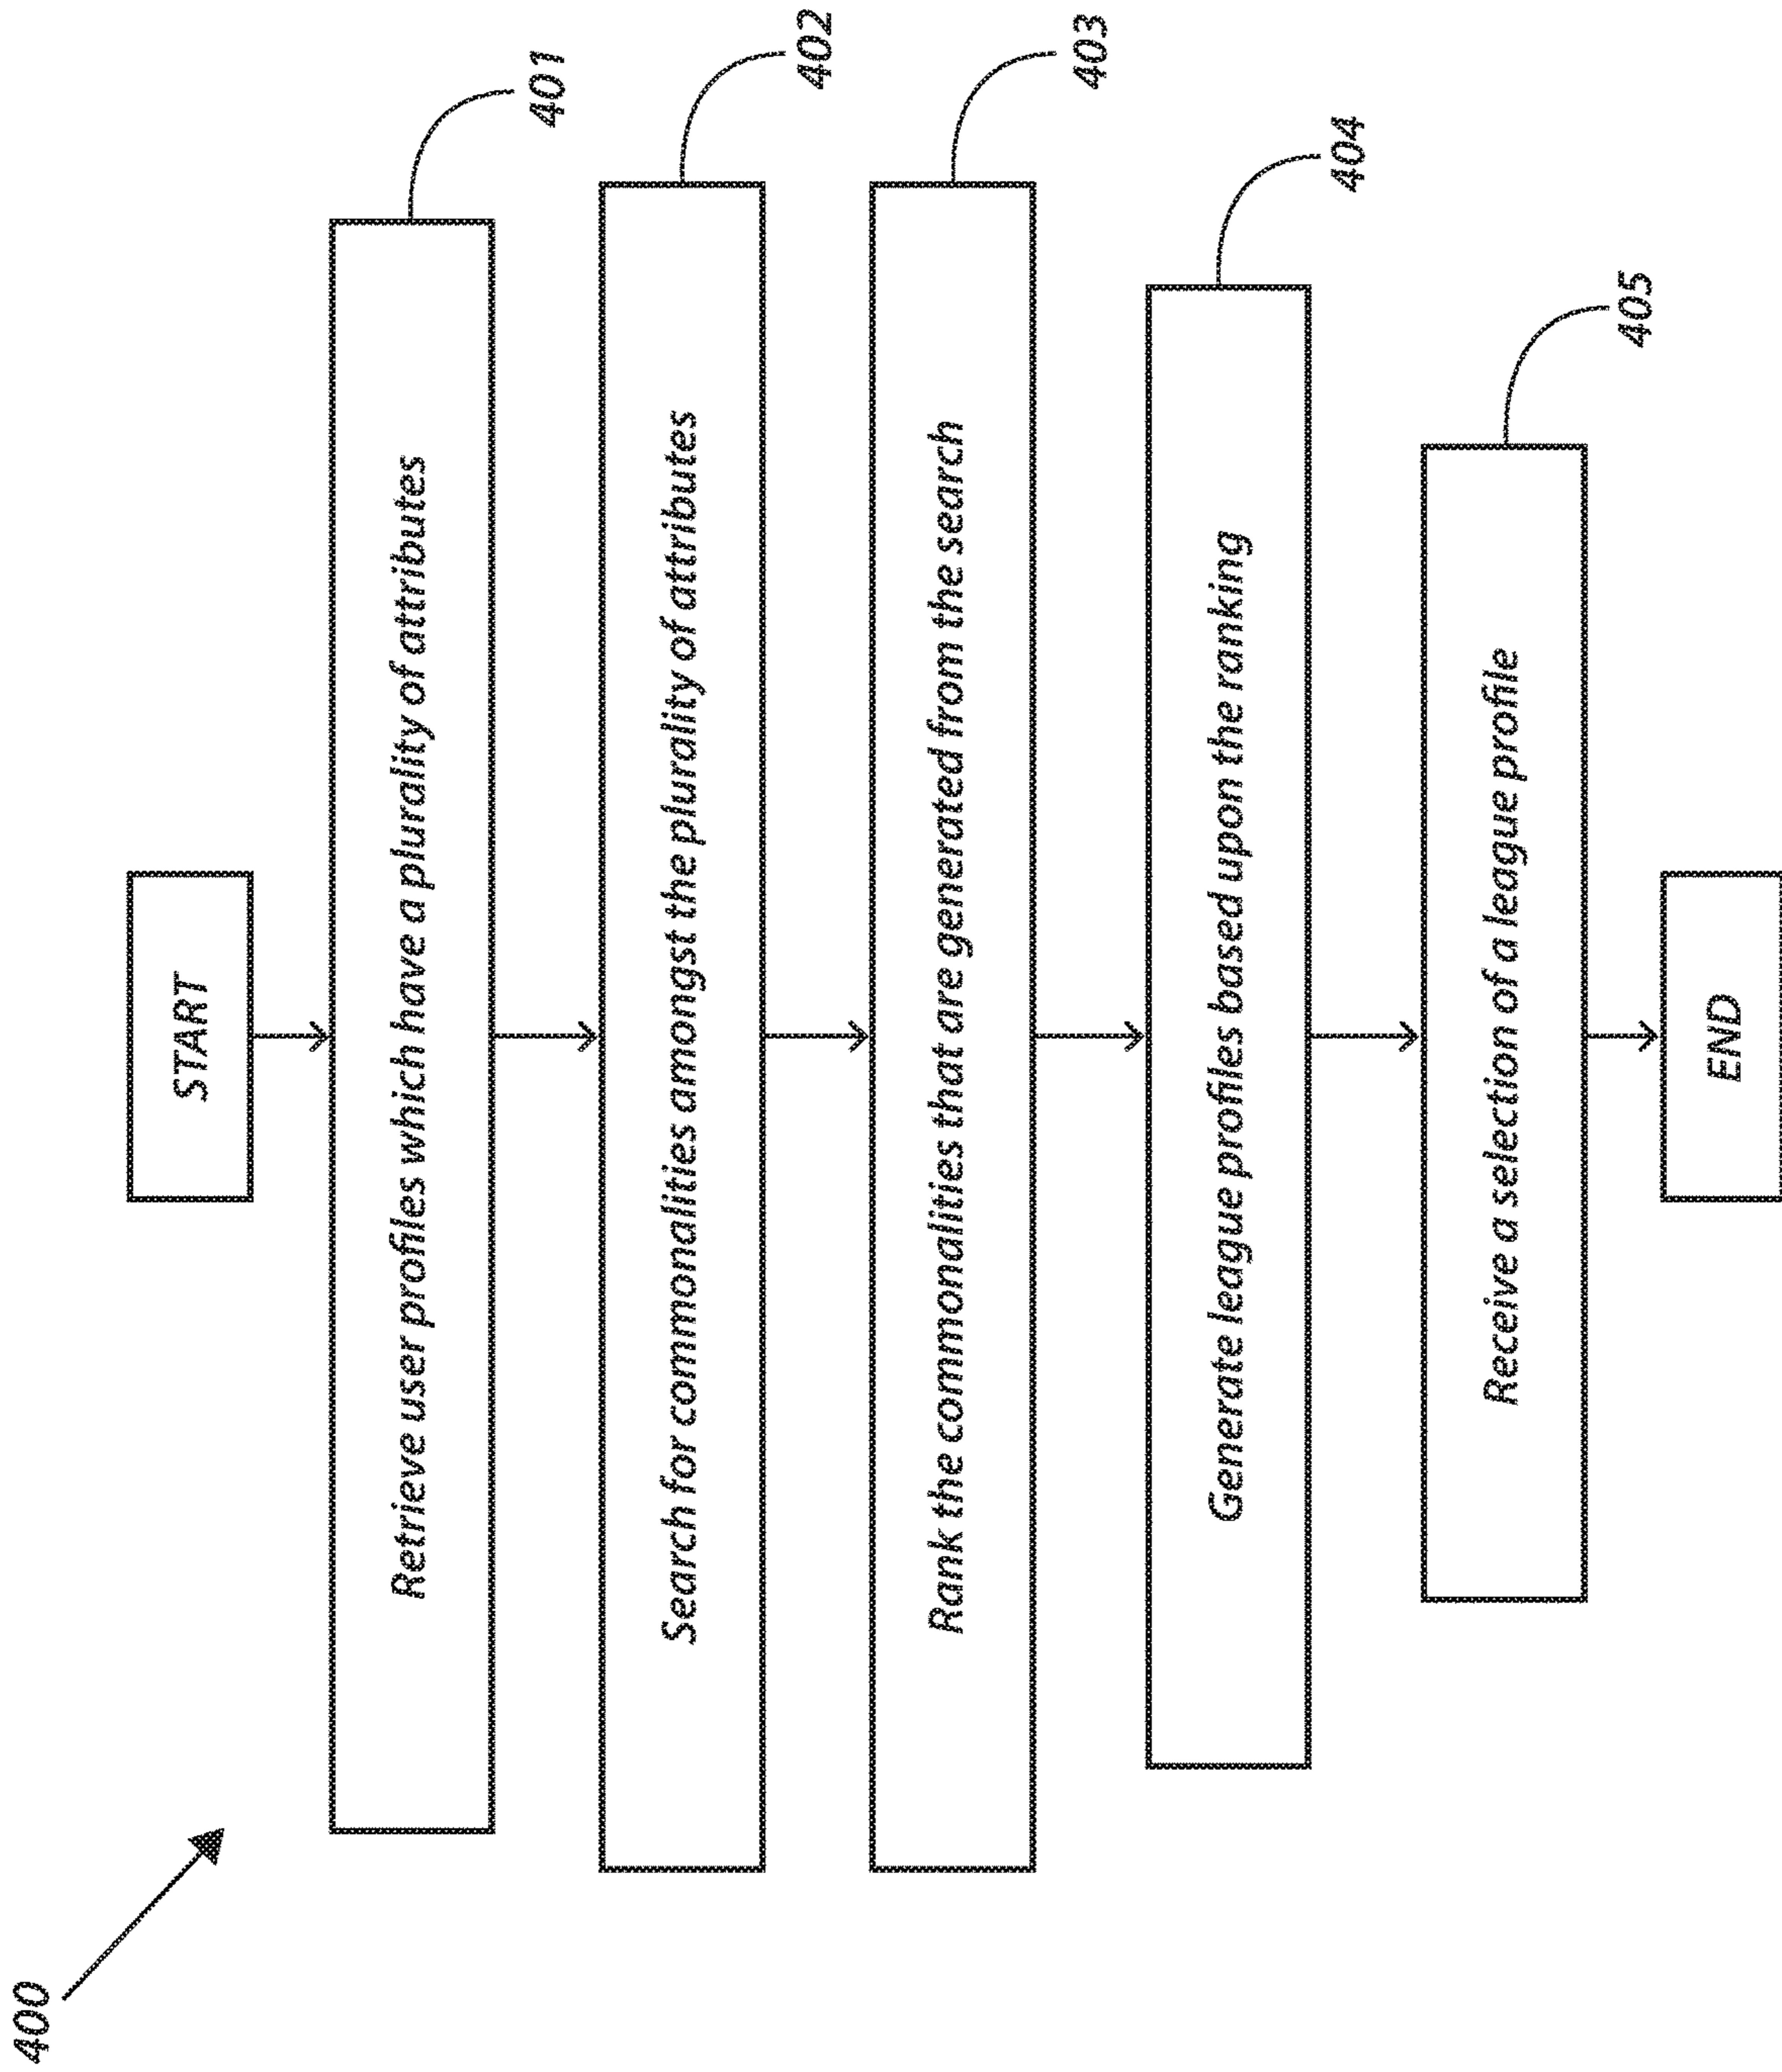 400
START
Retrieve user profiles which have a plurality of attributes
401
Search for commonalities amongst the plurality of attributes
402
Rank the commonalities that are generated from the search
403
Generate league profiles based upon the ranking
404
Receive a selection of a league profile
405
END